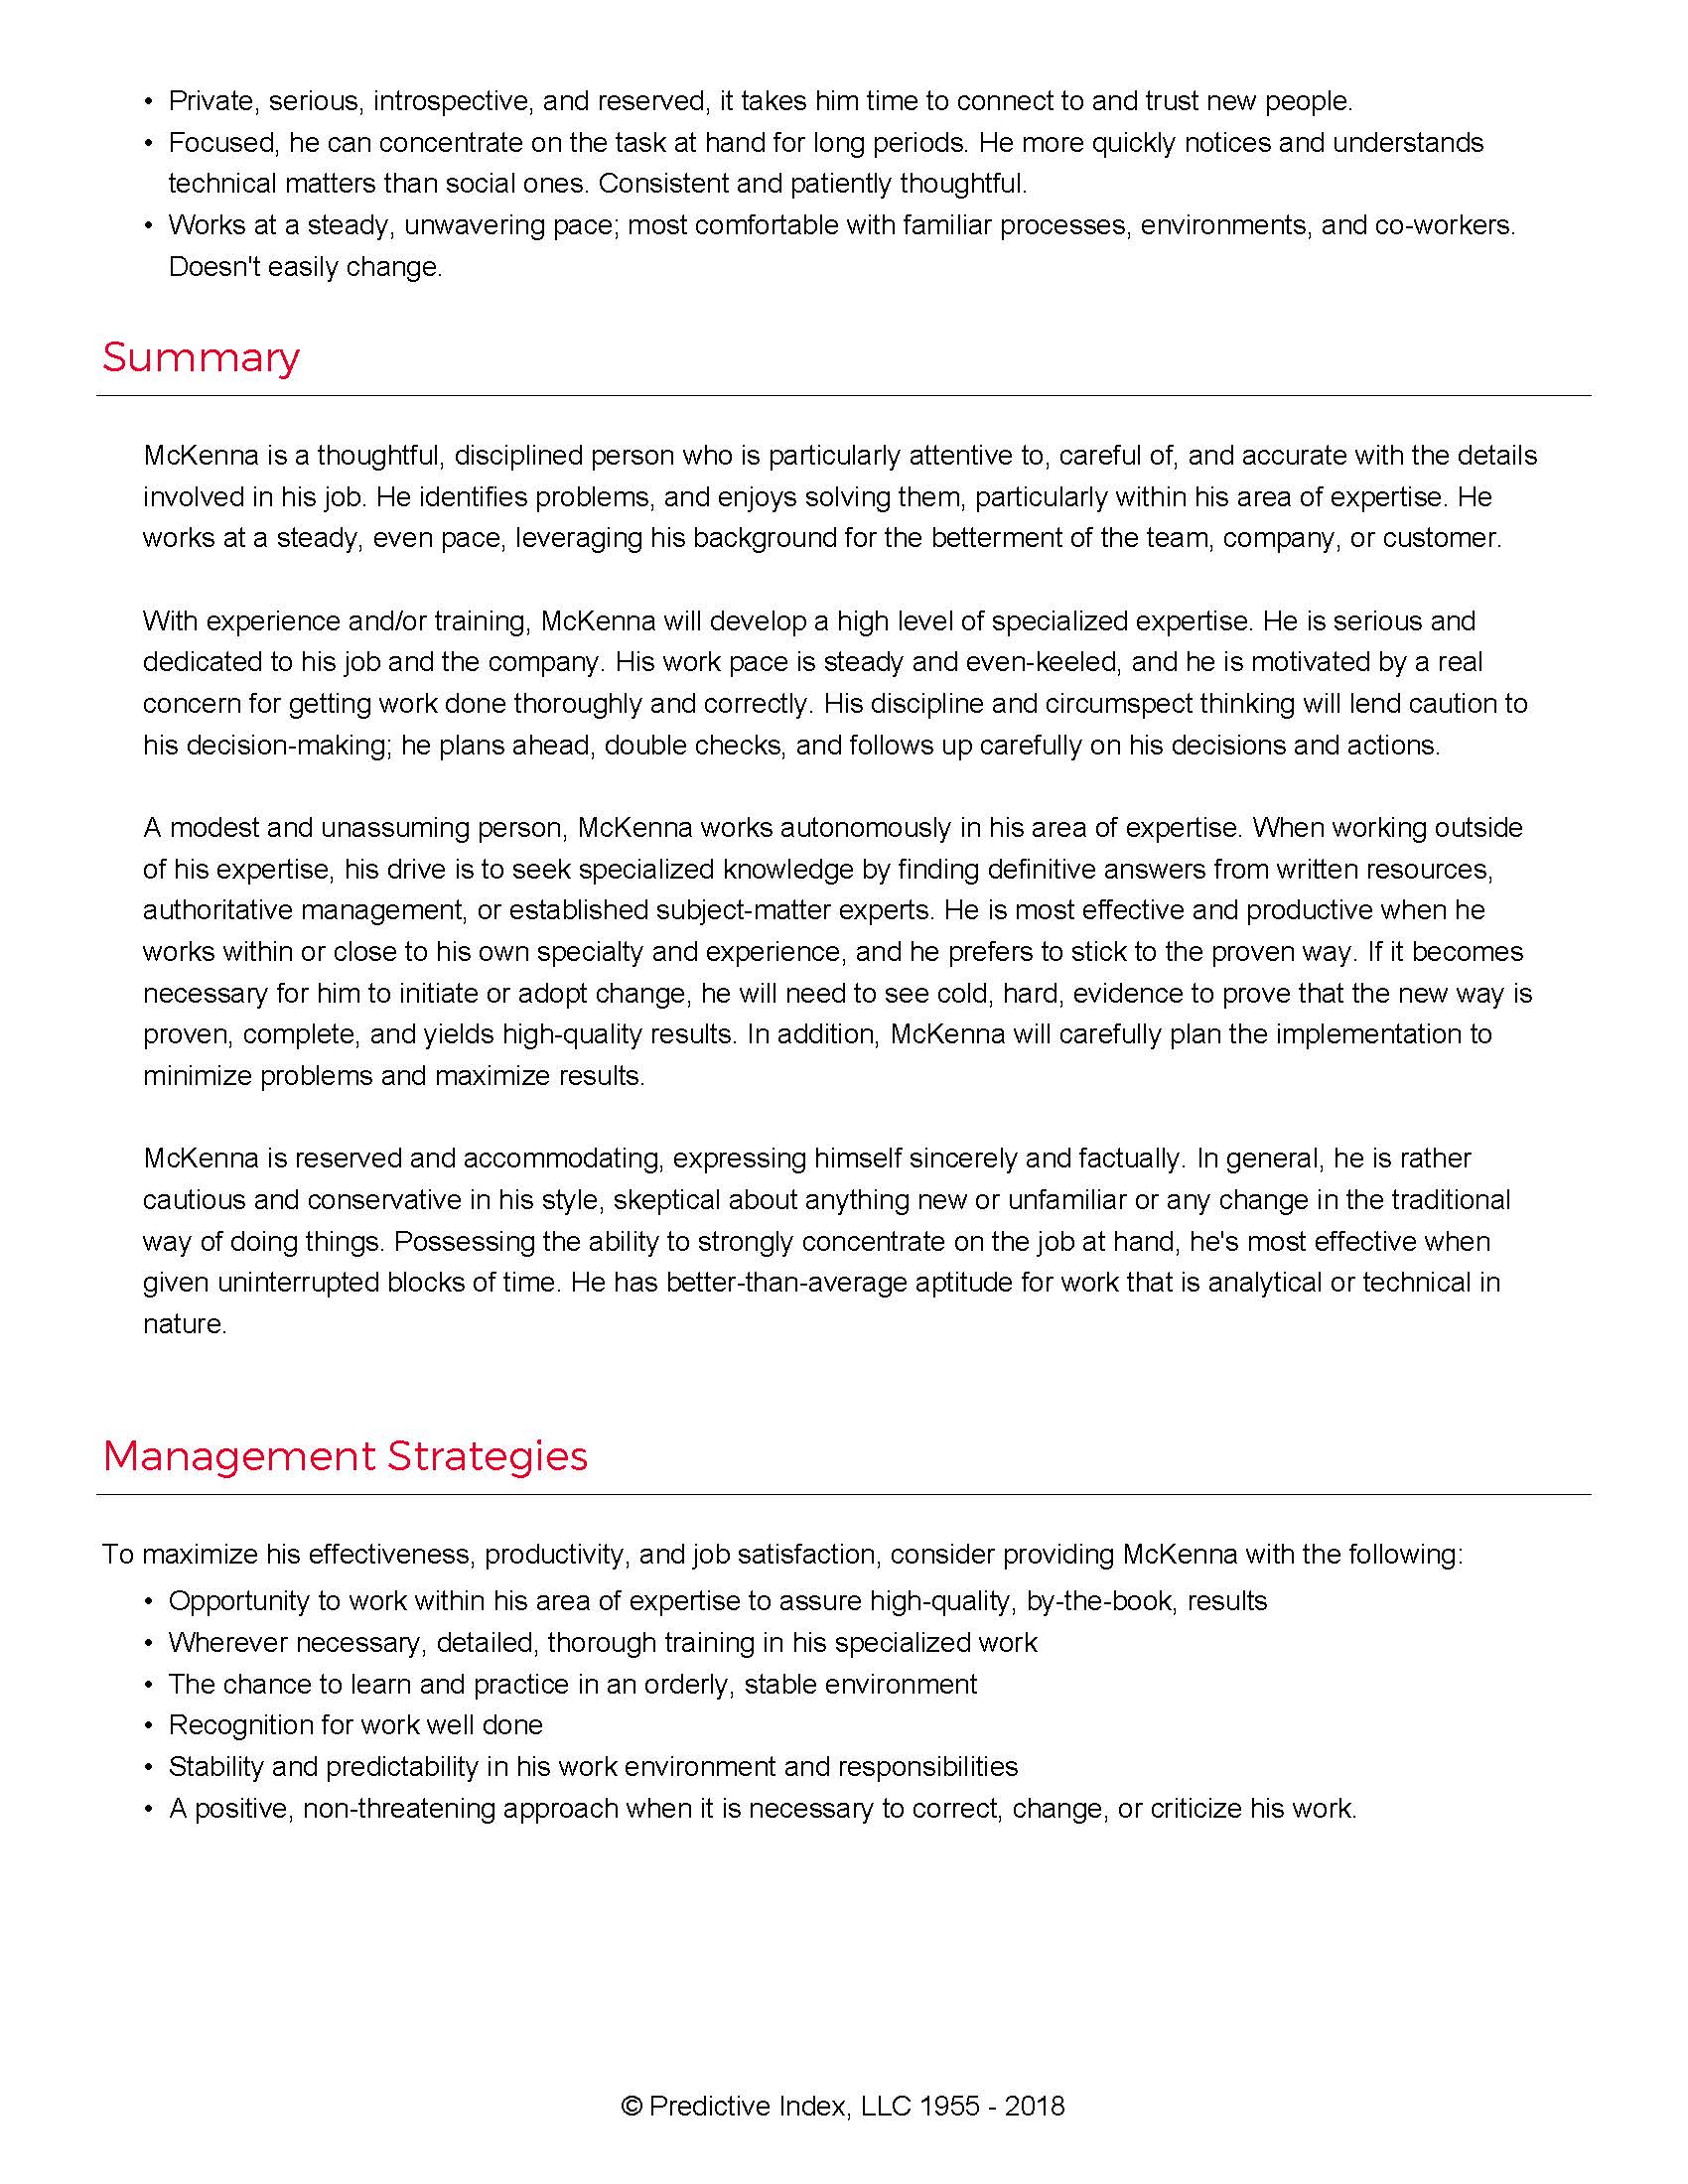 • Private, serious, introspective, and reserved, it takes him time to connect to and trust new people.
• Focused, he can concentrate on the task at hand for long periods. He more quickly notices and understands
technical matters than social ones. Consistent and patiently thoughtful.
• Works at a steady, unwavering pace; most comfortable with familiar processes, environments, and co-workers.
Doesn't easily change.
Summary
McKenna is a thoughtful, disciplined person who is particularly attentive to, careful of, and accurate with the details
involved in his job. He identifies problems, and enjoys solving them, particularly within his area of expertise. He
works at a steady, even pace, leveraging his background for the betterment of the team, company, or customer.
With experience and/or training, McKenna will develop a high level of specialized expertise. He is serious and
dedicated to his job and the company. His work pace is steady and even-keeled, and he is motivated by a real
concern for getting work done thoroughly and correctly. His discipline and circumspect thinking will lend caution to
his decision-making; he plans ahead, double checks, and follows up carefully on his decisions and actions.
A modest and unassuming person, McKenna works autonomously in his area of expertise. When working outside
of his expertise, his drive is to seek specialized knowledge by finding definitive answers from written resources,
authoritative management, or established subject-matter experts. He is most effective and productive when he
works within or close to his own specialty and experience, and he prefers to stick to the proven way. If it becomes
necessary for him to initiate or adopt change, he will need to see cold, hard, evidence to prove that the new way is
proven, complete, and yields high-quality results. In addition, McKenna will carefully plan the implementation to
minimize problems and maximize results.
McKenna is reserved and accommodating, expressing himself sincerely and factually. In general, he is rather
cautious and conservative in his style, skeptical about anything new or unfamiliar or any change in the traditional
way of doing things. Possessing the ability to strongly concentrate on the job at hand, he's most effective when
given uninterrupted blocks of time. He has better-than-average aptitude for work that is analytical or technical in
nature.
Management Strategies
To maximize his effectiveness, productivity, and job satisfaction, consider providing McKenna with the following:
• Opportunity to work within his area of expertise to assure high-quality, by-the-book, results
• Wherever necessary, detailed, thorough training in his specialized work
• The chance to learn and practice in an orderly, stable environment
• Recognition for work well done
• Stability and predictability in his work environment and responsibilities
• A positive, non-threatening approach when it is necessary to correct, change, or criticize his work.
© Predictive Index, LLC 1955 - 2018